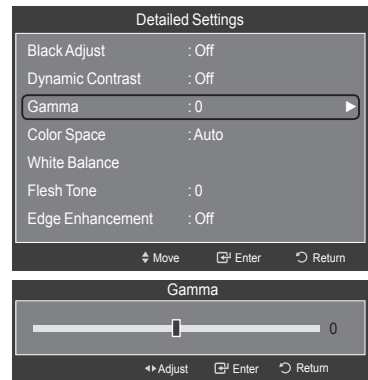 Detailed Settings
Black Adjust : Off
Dynamic Contrast : Off
Gamma : 0
Color Space : Auto
White Balance
Flesh Tone : 0
Edge Enhancement : Off
Move Enter Return
Gamma
0
Adjust Enter Return